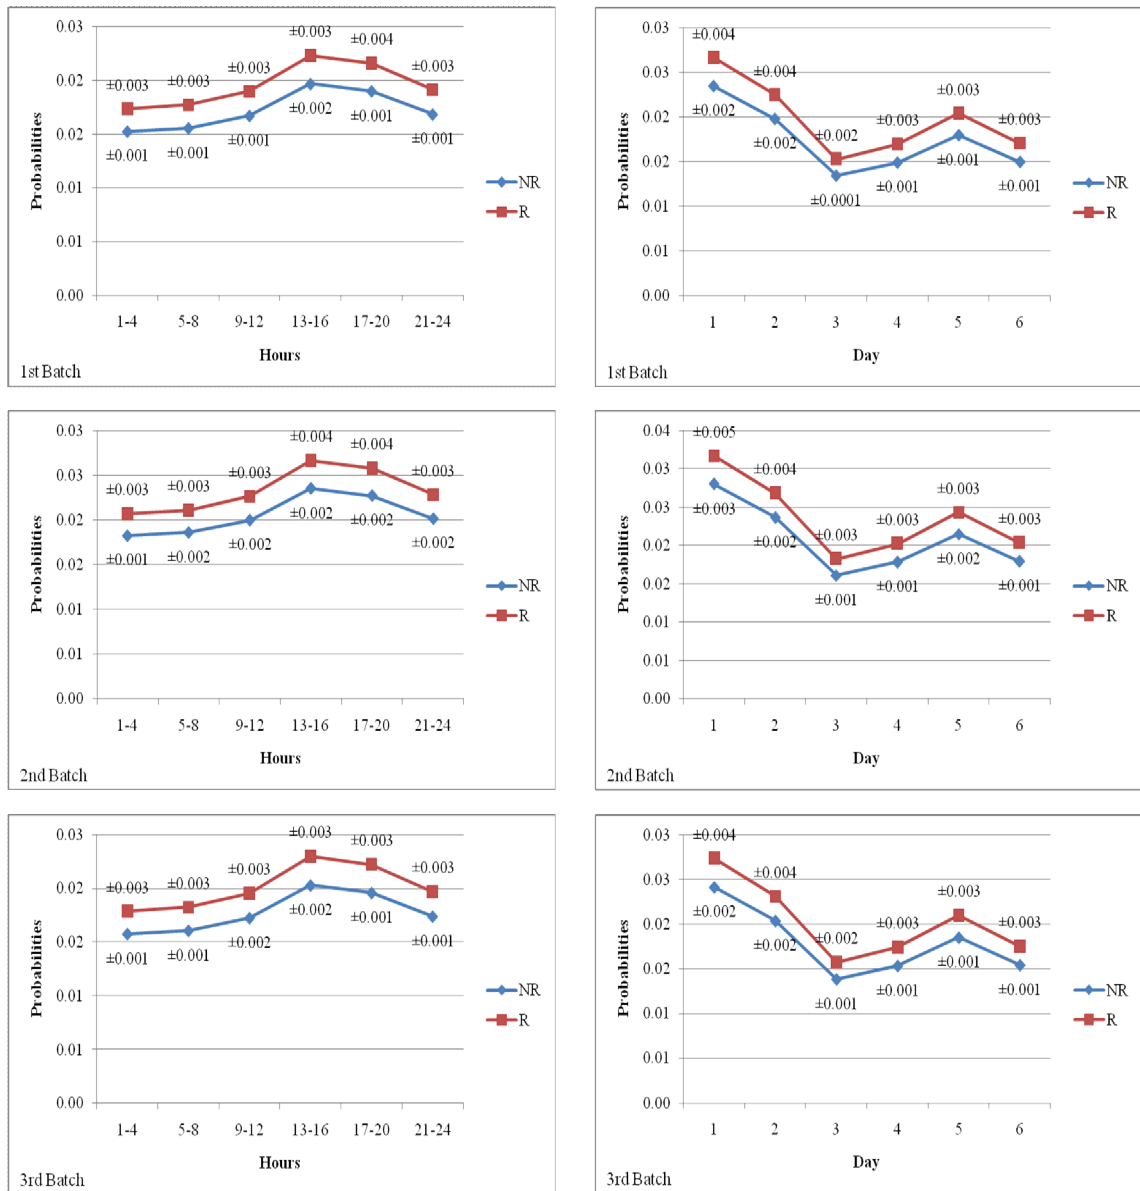 0.03
0.02
0.02
0.01
0.01
0.00
Probabilities
±0.003 ±0.003 ±0.003 ±0.003 ±0.004 ±0.003
±0.001 ±0.001 ±0.001 ±0.002 ±0.001 ±0.001
NR
R
1-4 5-8 9-12 13-16 17-20 21-24
Hours
1st Batch
0.03
0.03
0.02
0.02
0.01
0.01
0.00
Probabilities
±0.004 ±0.004 ±0.002 ±0.003 ±0.003 ±0.003
±0.002 ±0.002 ±0.0001 ±0.001 ±0.001 ±0.001
NR
R
1 2 3 4 5 6
Day
1st Batch
0.03
0.03
0.02
0.02
0.01
0.01
0.00
Probabilities
±0.003 ±0.003 ±0.003 ±0.004 ±0.004 ±0.003
±0.001 ±0.002 ±0.002 ±0.002 ±0.002 ±0.002
NR
R
1-4 5-8 9-12 13-16 17-20 21-24
Hours
2nd Batch
0.04
0.03
0.03
0.02
0.02
0.01
0.01
0.00
Probabilities
±0.005 ±0.004 ±0.003 ±0.003 ±0.003 ±0.003
±0.003 ±0.002 ±0.001 ±0.001 ±0.002 ±0.001
NR
R
1 2 3 4 5 6
Day
2nd Batch
0.03
0.02
0.02
0.01
0.01
0.00
Probabilities
±0.003 ±0.003 ±0.003 ±0.003 ±0.003 ±0.003
±0.001 ±0.001 ±0.002 ±0.002 ±0.001 ±0.001
NR
R
1-4 5-8 9-12 13-16 17-20 21-24
Hours
3rd Batch
0.03
0.03
0.02
0.02
0.01
0.01
0.00
Probabilities
±0.004 ±0.004 ±0.002 ±0.003 ±0.003 ±0.003
±0.002 ±0.002 ±0.001 ±0.001 ±0.001 ±0.001
NR
R
1 2 3 4 5 6
Day
3rd Batch